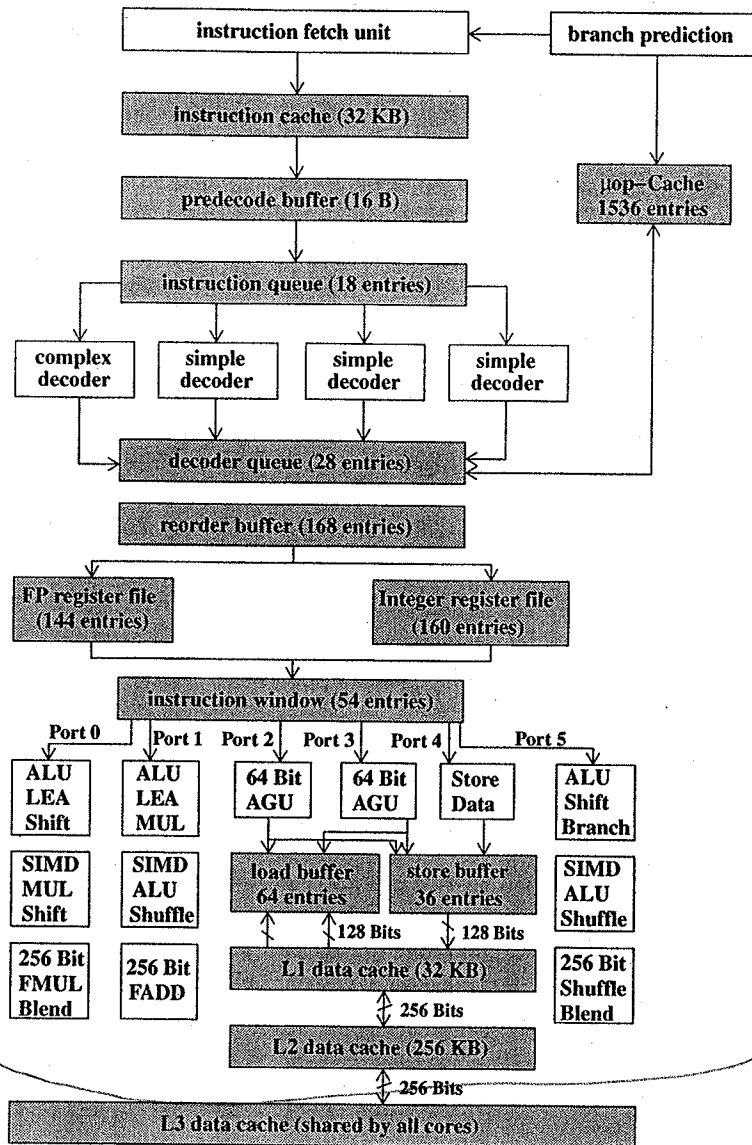 instruction fetch unit
branch prediction
instruction cache (32 KB)
predecode buffer (16 B)
μop–Cache
1536 entries
instruction queue (18 entries)
complex
decoder
simple
decoder
simple
decoder
simple
decoder
decoder queue (28 entries)
reorder buffer (168 entries)
FP register file
(144 entries)
Integer register file
(160 entries)
instruction window (54 entries)
Port 0
Port 1
Port 2
Port 3
Port 4
Port 5
ALU
LEA
Shift
ALU
LEA
MUL
64 Bit
AGU
64 Bit
AGU
Store
Data
ALU
Shift
Branch
SIMD
MUL
Shift
SIMD
ALU
Shuffle
load buffer
64 entries
store buffer
36 entries
SIMD
ALU
Shuffle
128 Bits
128 Bits
256 Bit
FMUL
Blend
256 Bit
FADD
L1 data cache (32 KB)
256 Bit
Shuffle
Blend
256 Bits
L2 data cache (256 KB)
256 Bits
L3 data cache (shared by all cores)